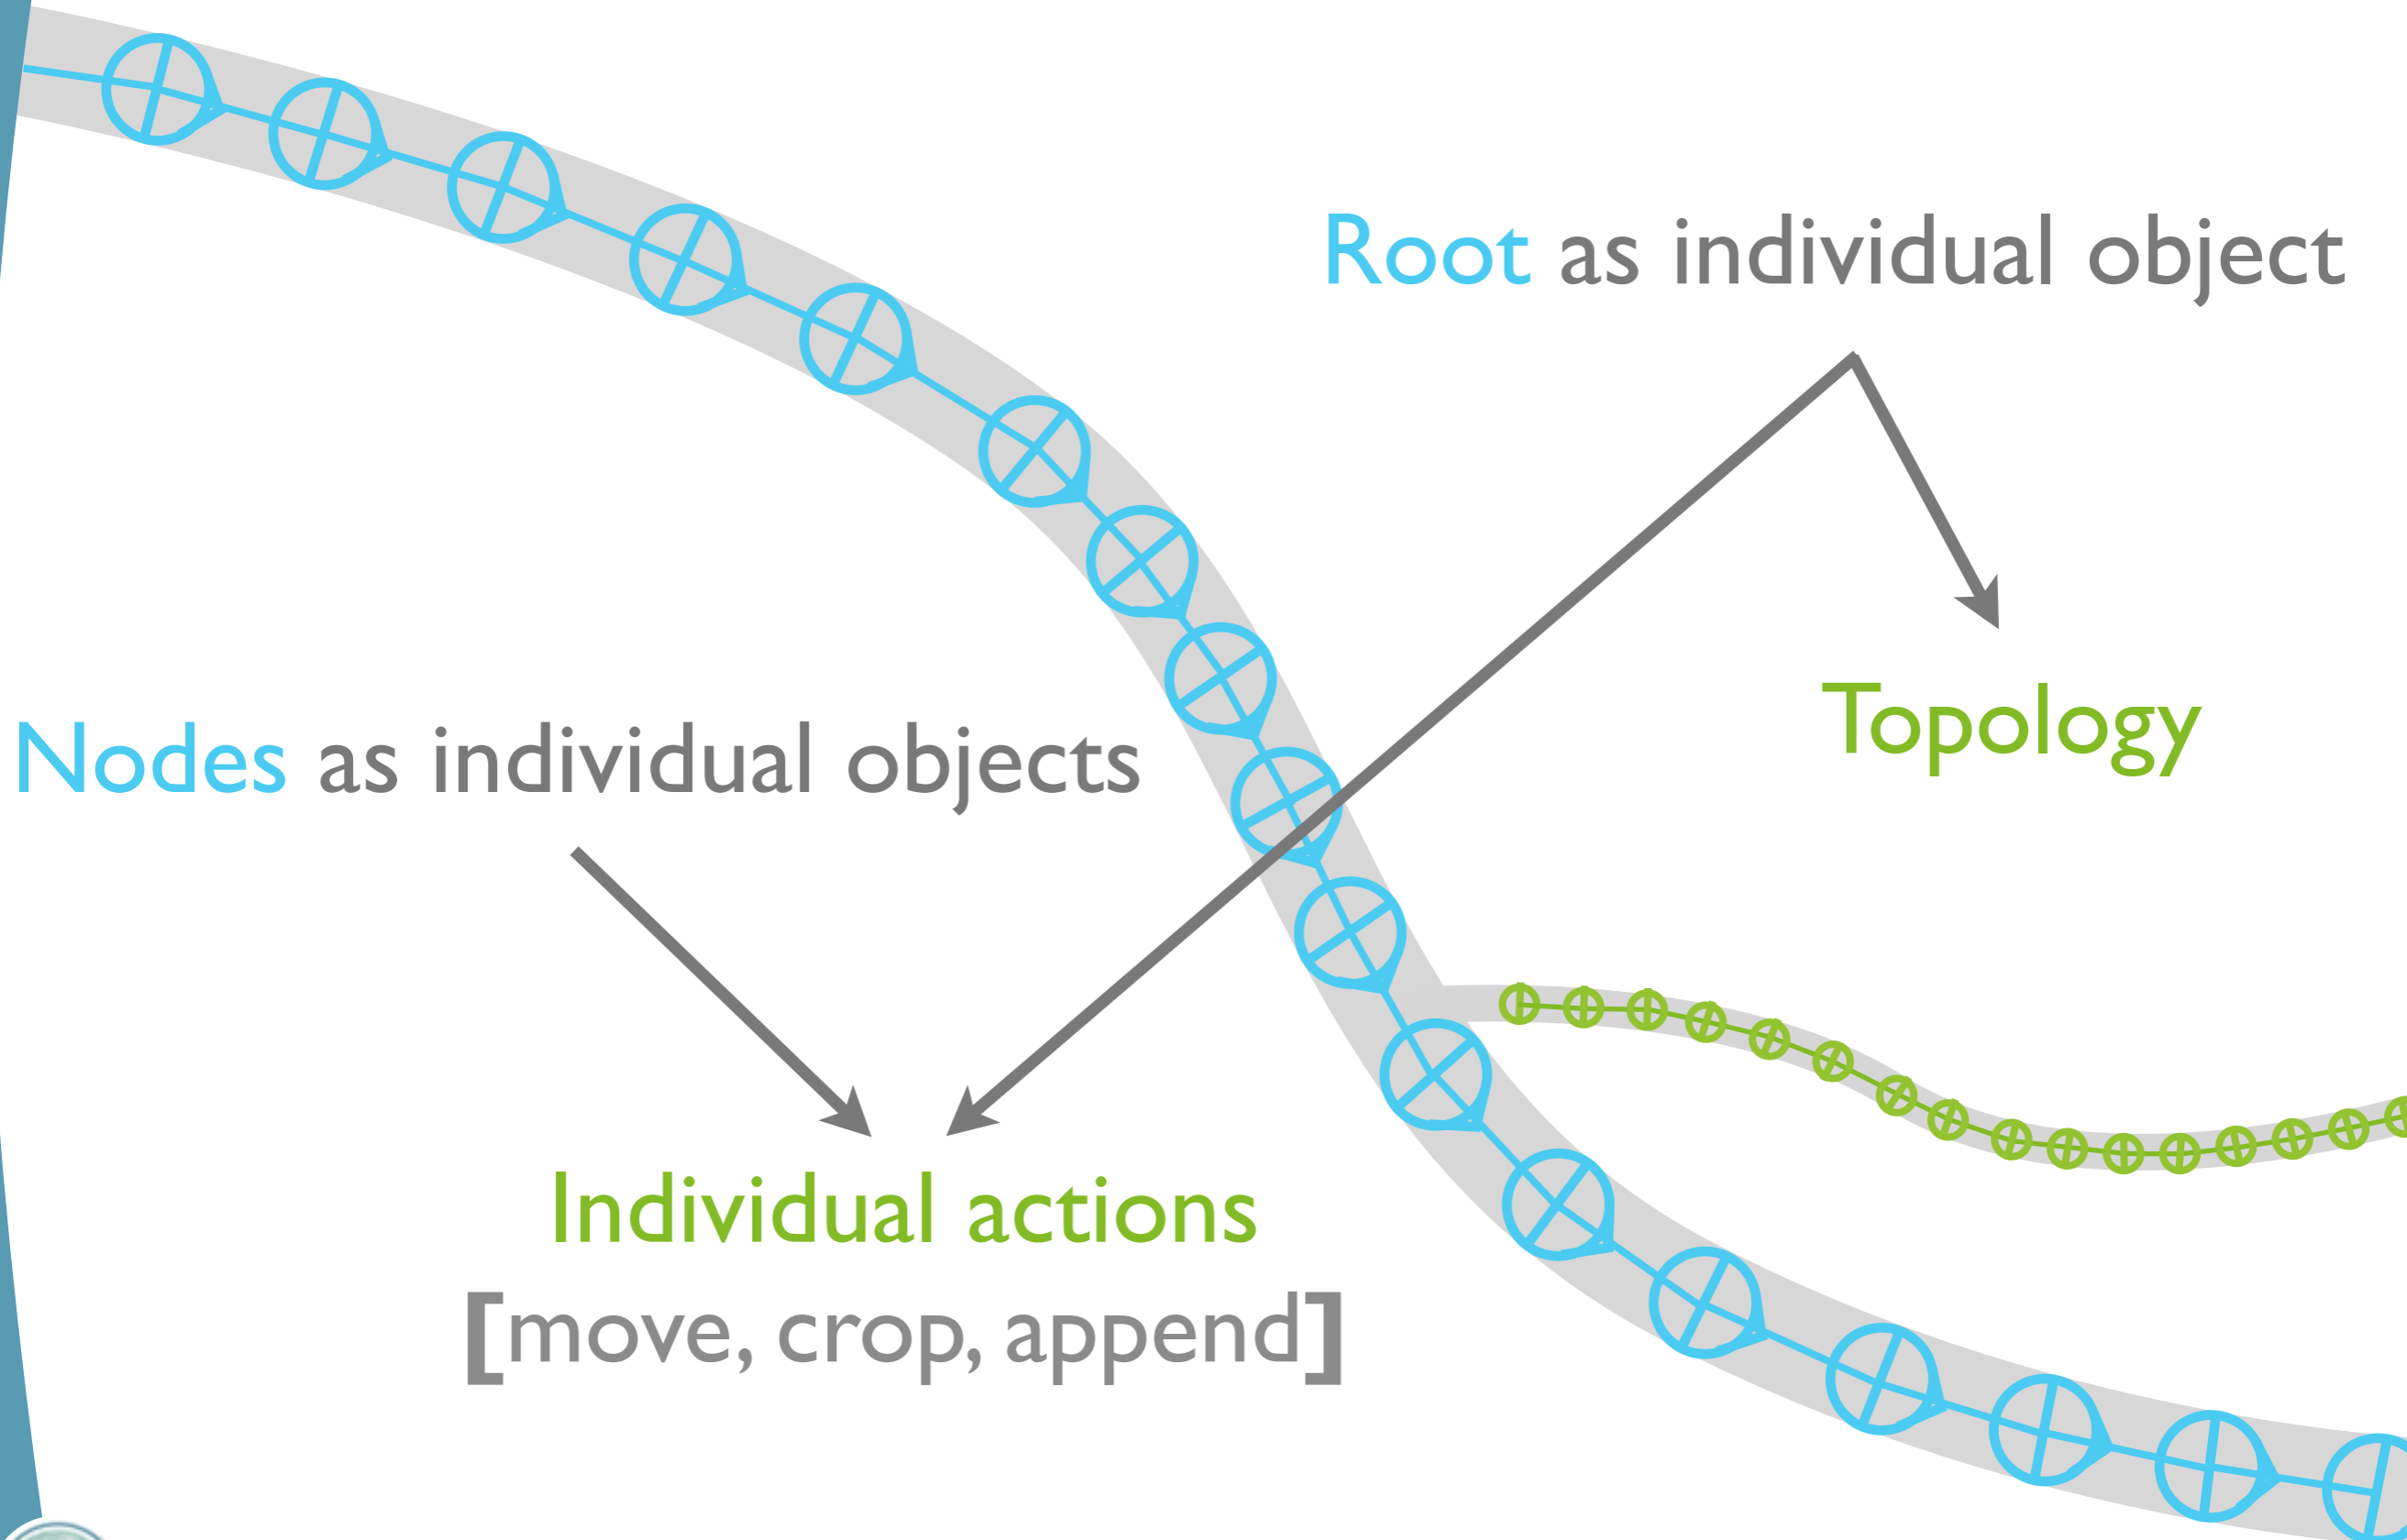 Root as individual object
Nodes as individual objects
Topology
Individual actions
[move, crop, append]